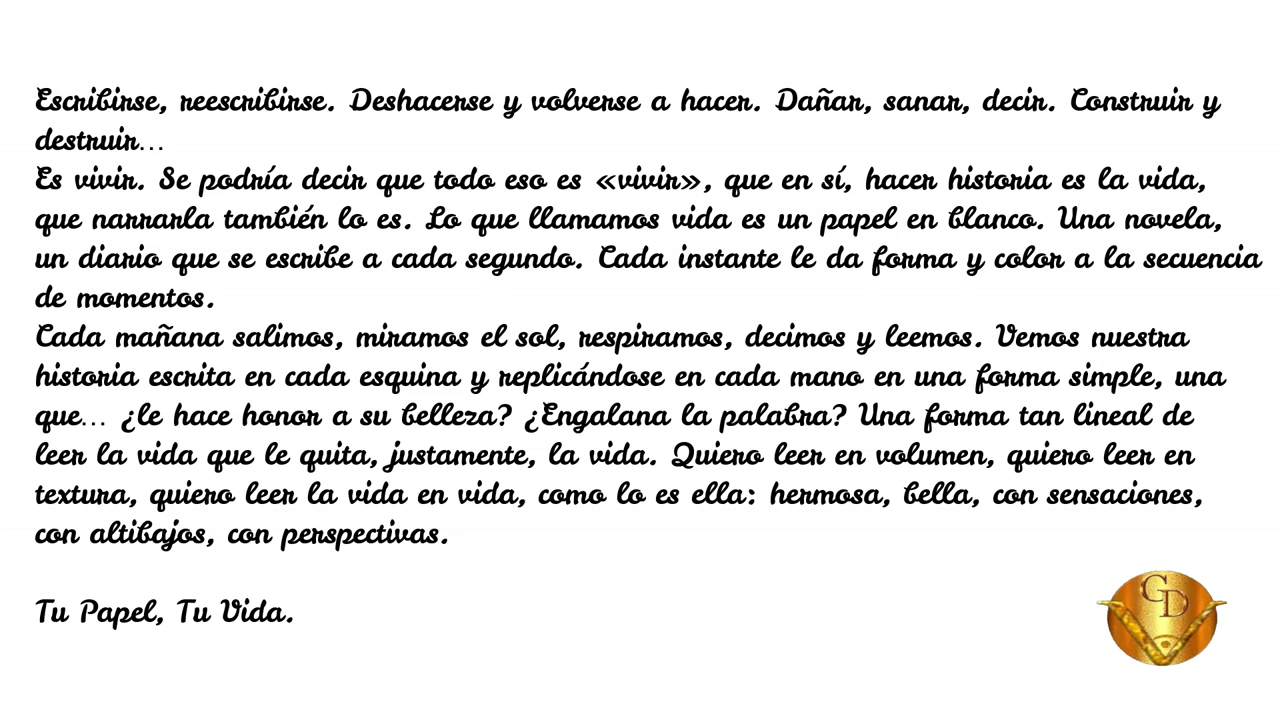 Escribirse, reescribirse. Deshacerse y volverse a hacer. Dañar, sanar, decir. Construir y
destruir...
Es vivir. Se podría decir que todo eso es «vivir», que en sí, hacer historia es la vida,
que narrarla también lo es. Lo que llamamos vida es un papel en blanco. Una novela,
un diario que se escribe a cada segundo. Cada instante le da forma y color a la secuencia
de momentos.
Cada mañana salimos, miramos el sol, respiramos, decimos y leemos. Vemos nuestra
historia escrita en cada esquina y replicándose en cada mano en una forma simple, una
que... ¿le hace honor a su belleza? ¿Engalana la palabra? Una forma tan lineal de
leer la vida que le quita, justamente, la vida. Quiero leer en volumen, quiero leer en
textura, quiero leer la vida en vida, como lo es ella: hermosa, bella, con sensaciones,
con altibajos, con perspectivas.
Tu Papel, Tu Vida.
GD